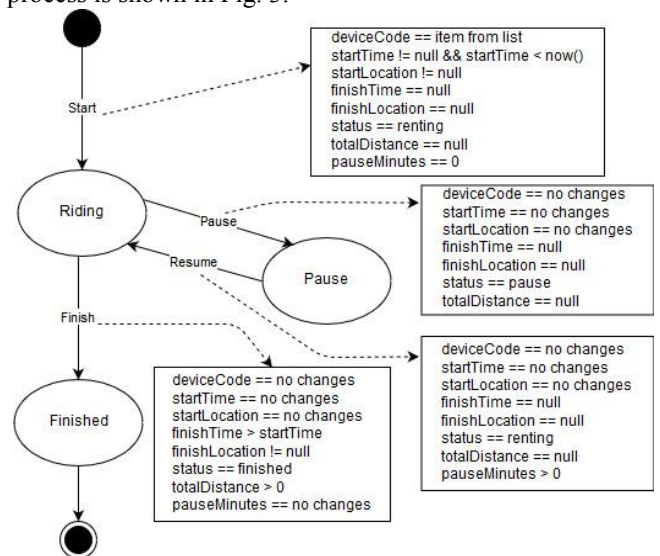 process is shown in Fig. 5.
deviceCode == item from list
startTime != null && startTime < now()
startLocation != null
finishTime == null
finishLocation == null
status == renting
totalDistance == null
pauseMinutes == 0
Start
Riding
Pause
deviceCode == no changes
startTime == no changes
startLocation == no changes
finishTime == null
finishLocation == null
status == pause
totalDistance == null
Resume
Pause
Finish
deviceCode == no changes
startTime == no changes
startLocation == no changes
finishTime == null
finishLocation == null
status == renting
totalDistance == null
pauseMinutes > 0
deviceCode == no changes
startTime == no changes
startLocation == no changes
finishTime > startTime
finishLocation != null
status == finished
totalDistance > 0
pauseMinutes == no changes
Finished